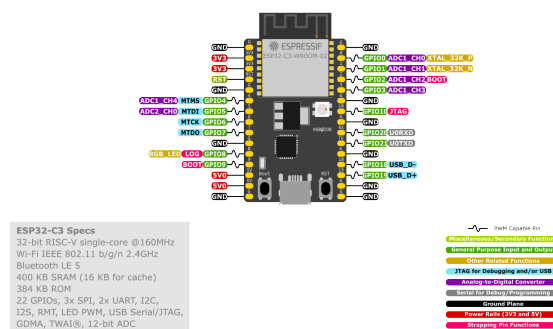 GND
3V3
3V3
RST
GND
ADC1_CH4 MTMS GPIO4
ADC2_CH0 MTDI GPIO5
MTCK GPIO6
MTDO GPIO7
GND
RGB_LED LOG GPIO8
BOOT GPIO9
5V0
5V0
GND
ESPRESSIF
ESP32-C3-WROOM-02
RGB@IO8
Boot
RST
GND
GPIO0 ADC1_CH0 XTAL_32K_P
GPIO1 ADC1_CH1 XTAL_32K_N
GPIO2 ADC1_CH2 BOOT
GPIO3 ADC1_CH3
GND
GPIO10 JTAG
GND
GPIO20 U0RXD
GPIO21 U0TXD
GND
GPIO18 USB_D-
GPIO19 USB_D+
GND
GND
ESP32-C3 Specs
32-bit RISC-V single-core @160MHz
Wi-Fi IEEE 802.11 b/g/n 2.4GHz
Bluetooth LE 5
400 KB SRAM (16 KB for cache)
384 KB ROM
22 GPIOs, 3x SPI, 2x UART, I2C,
I2S, RMT, LED PWM, USB Serial/JTAG,
GDMA, TWAI®, 12-bit ADC
PWM Capable Pin
Miscellaneous/Secondary Function
General Purpose Input and Outpu
Other Related Functions
JTAG for Debugging and/or USB
Analog-to-Digital Converter
Serial for Debug/Programming
Ground Plane
Power Rails (3V3 and 5V)
Strapping Pin Functions